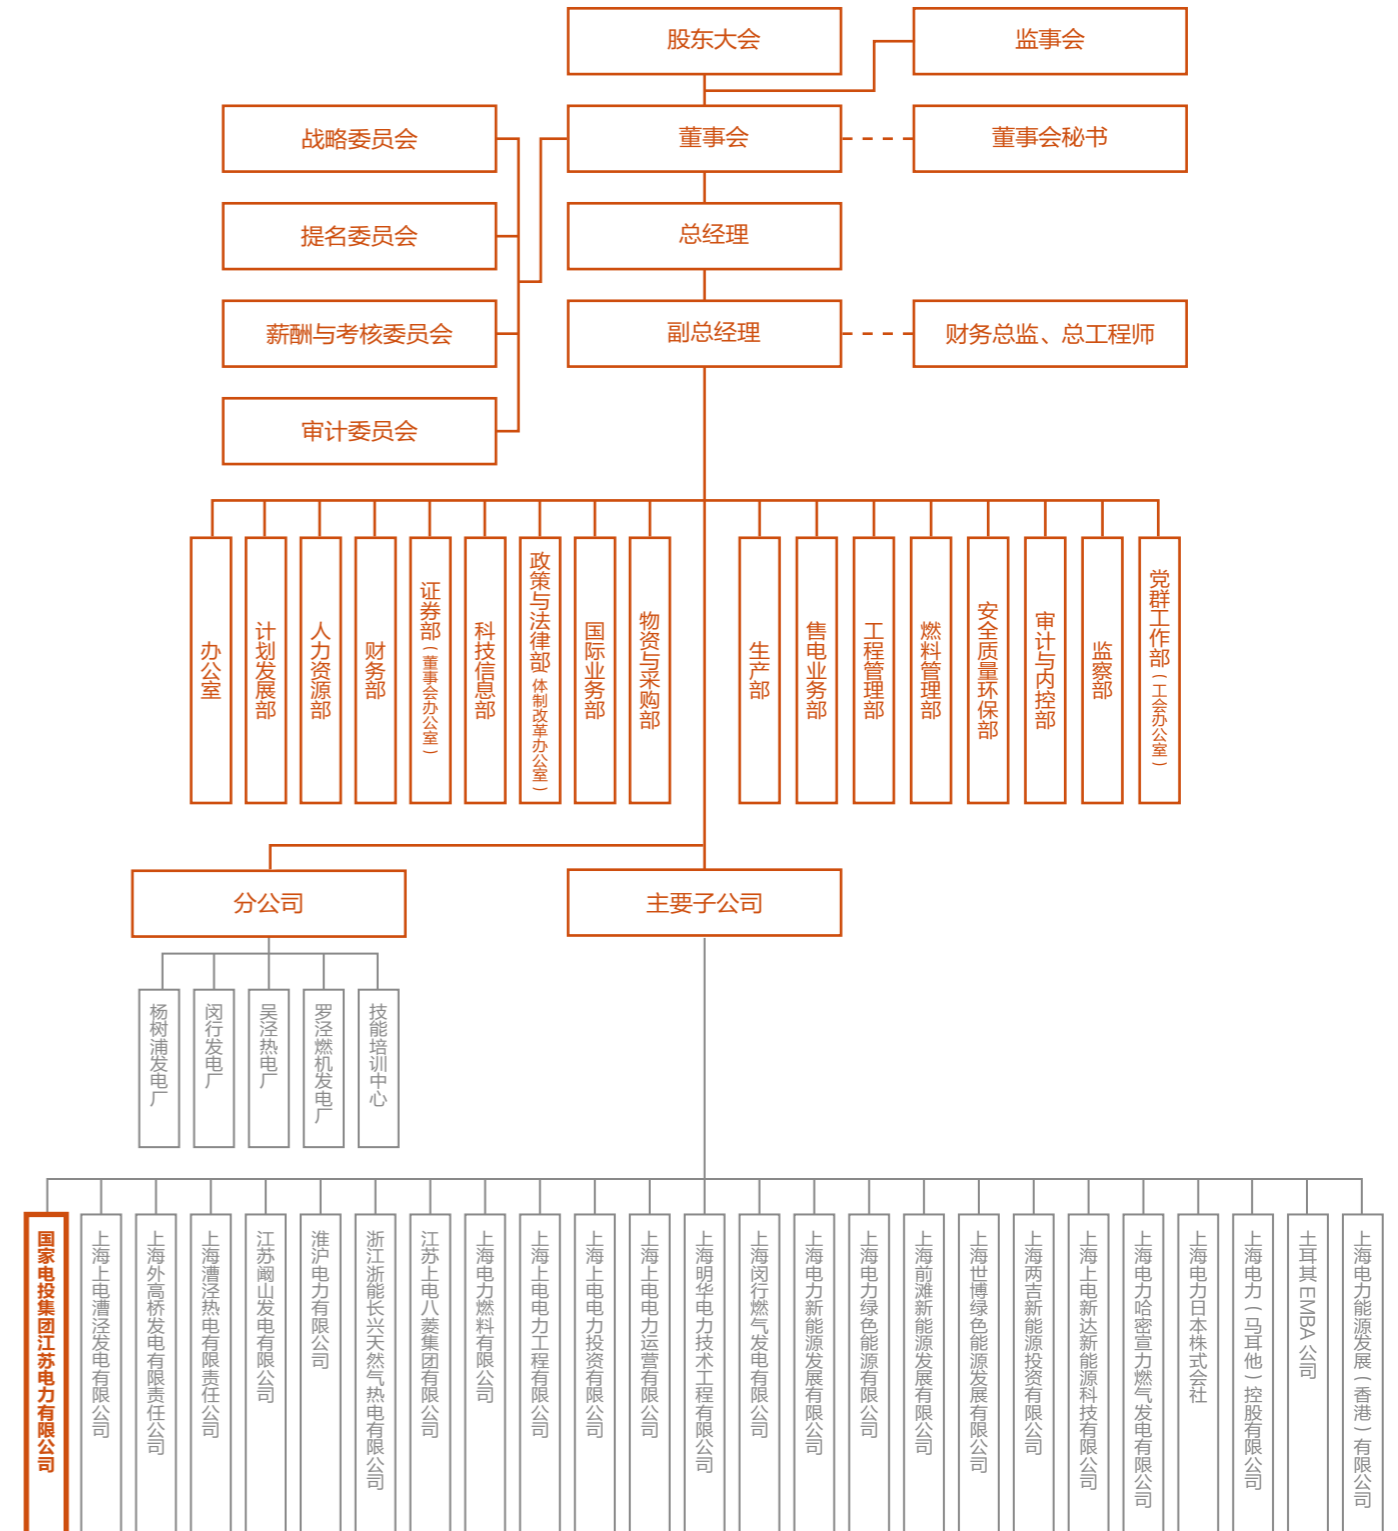 股东大会
监事会
战略委员会
董事会
董事会秘书
提名委员会
总经理
薪酬与考核委员会
副总经理
财务总监、总工程师
审计委员会
办公室
计划发展部
人力资源部
财务部
证券部(董事会办公室)
科技信息部
政策与法律部(体制改革办公室)
国际业务部
物资与采购部
生产部
售电业务部
工程管理部
燃料管理部
安全质量环保部
审计与内控部
监察部
党群工作部(工会办公室)
分公司
主要子公司
杨树浦发电厂
闵行发电厂
吴泾热电厂
罗泾燃机发电厂
技能培训中心
国家电投集团江苏电力有限公司
上海上电漕泾发电有限公司
上海外高桥发电有限责任公司
上海漕泾热电有限责任公司
江苏阚山发电有限公司
淮沪电力有限公司
浙江浙能长兴天然气热电有限公司
江苏上电八菱集团有限公司
上海电力燃料有限公司
上海上电电力工程有限公司
上海上电电力投资有限公司
上海上电电力运营有限公司
上海明华电力技术工程有限公司
上海闵行燃气发电有限公司
上海电力新能源发展有限公司
上海电力绿色能源有限公司
上海前滩新能源发展有限公司
上海世博绿色能源发展有限公司
上海两吉新能源投资有限公司
上海上电新达新能源科技有限公司
上海电力哈密宣力燃气发电有限公司
上海电力日本株式会社
上海电力(马耳他)控股有限公司
土耳其 EMBA 公司
上海电力能源发展(香港)有限公司